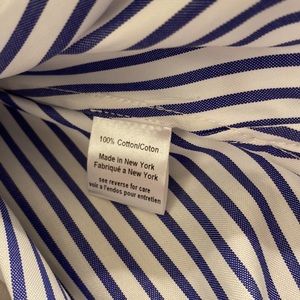 100% Cotton/Coton
Made in New York
Fabriqué a New York
see reverse for care
voir a l'endos pour entretien